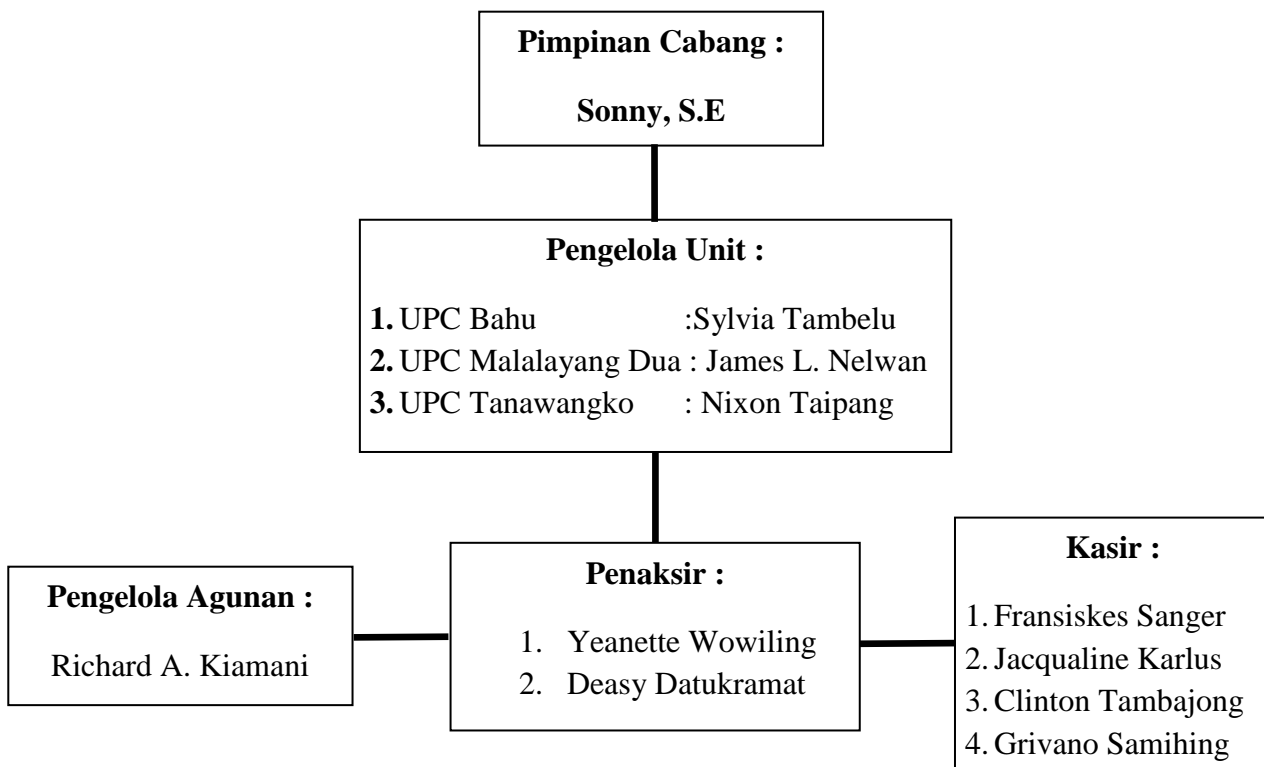 Pimpinan Cabang :
Sonny, S.E
Pengelola Unit :
1. UPC Bahu :Sylvia Tambelu
2. UPC Malalayang Dua : James L. Nelwan
3. UPC Tanawangko : Nixon Taipang
Pengelola Agunan :
Richard A. Kiamani
Penaksir :
1. Yeanette Wowiling
2. Deasy Datukramat
Kasir :
1. Fransiskes Sanger
2. Jacqualine Karlus
3. Clinton Tambajong
4. Grivano Samihing